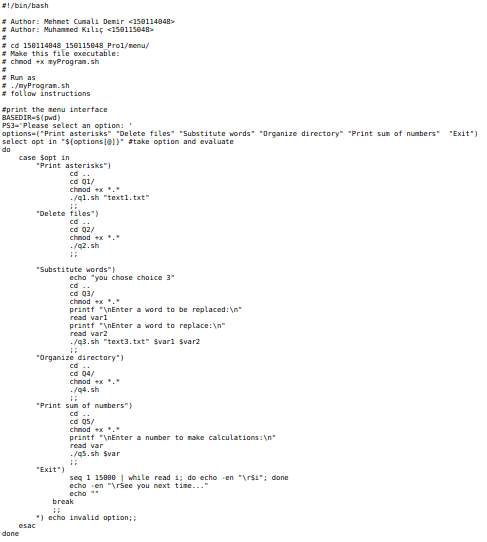 #!/bin/bash

# Author: Mehmet Cumali Demir <150114048>
# Author: Muhammed Kılıç <150115048>
#
# cd 150114048_150115048_Pro1/menu/
# Make this file executable:
# chmod +x myProgram.sh
#
# Run as
# ./myProgram.sh
# follow instructions

#print the menu interface
BASEDIR=$(pwd)
PS3='Please select an option: '
options=("Print asterisks" "Delete files" "Substitute words" "Organize directory" "Print sum of numbers"  "Exit")
select opt in "${options[@]}" #take option and evaluate
do
    case $opt in
        "Print asterisks")
                cd ..
                cd Q1/
                chmod +x *.*
                ./q1.sh "text1.txt"
                ;;
        "Delete files")
                cd ..
                cd Q2/
                chmod +x *.*
                ./q2.sh
                ;;

        "Substitute words")
                echo "you chose choice 3"
                cd ..
                cd Q3/
                chmod +x *.*
                printf "\nEnter a word to be replaced:\n"
                read var1
                printf "\nEnter a word to replace:\n"
                read var2
                ./q3.sh "text3.txt" $var1 $var2
                ;;
        "Organize directory")
                cd ..
                cd Q4/
                chmod +x *.*
                ./q4.sh
                ;;
        "Print sum of numbers")
                cd ..
                cd Q5/
                chmod +x *.*
                printf "\nEnter a number to make calculations:\n"
                read var
                ./q5.sh $var
                ;;
        "Exit")
                seq 1 15000 | while read i; do echo -en "\r$i"; done
                echo -en "\rSee you next time..."
                echo ""
            break
            ;;
        *) echo invalid option;;
    esac
done